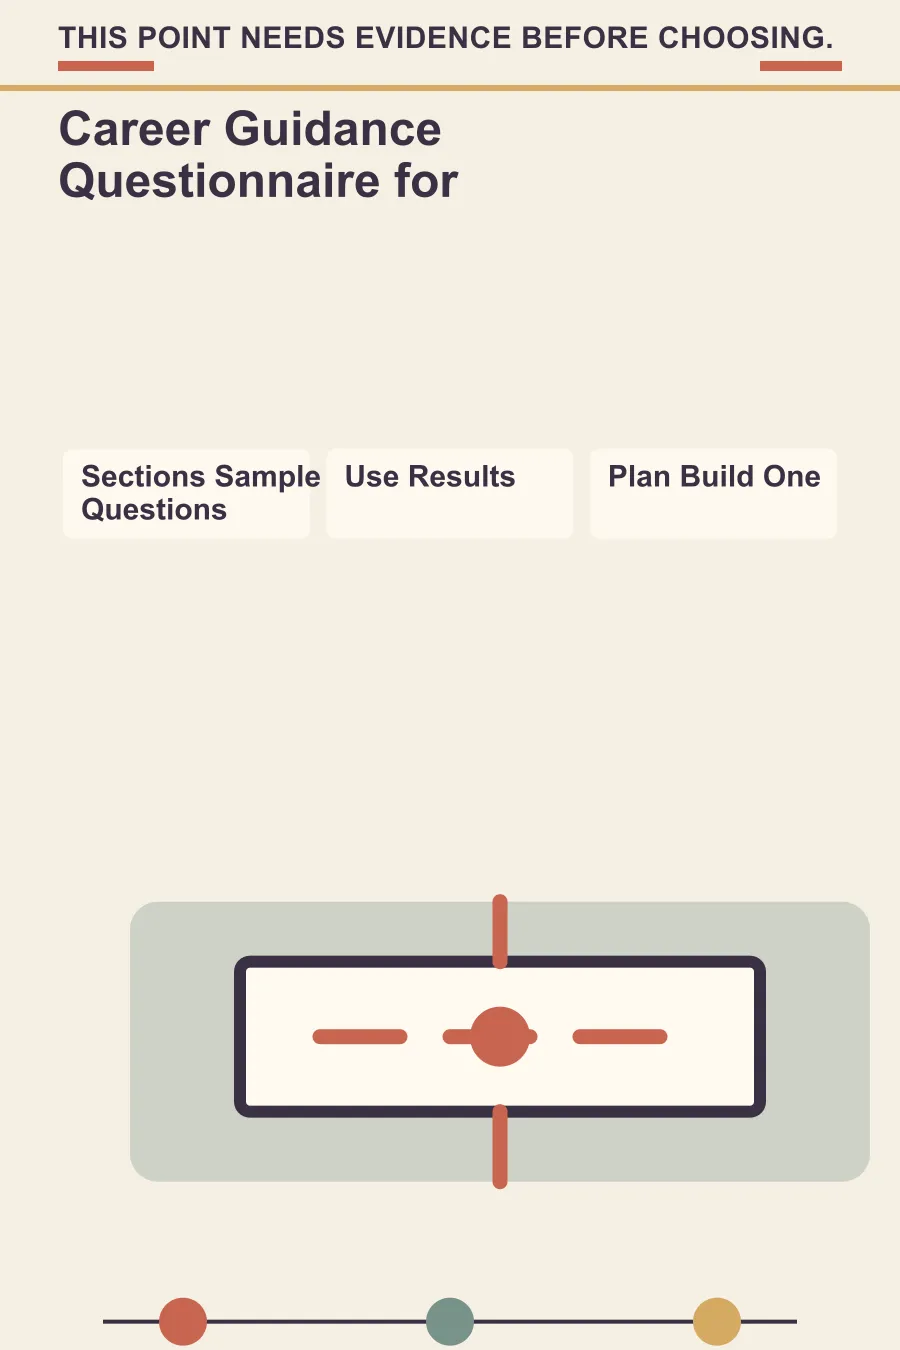 THIS POINT NEEDS EVIDENCE BEFORE CHOOSING.
Career Guidance
Questionnaire for
Sections Sample
Questions
Use Results
Plan Build One